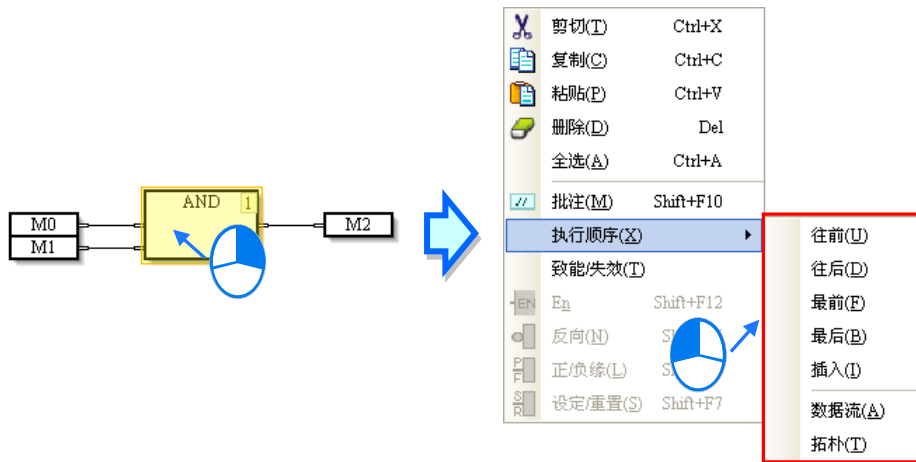 AND 1
M0
M1
M2
剪切(T) Ctrl+X
复制(C) Ctrl+C
粘贴(P) Ctrl+V
删除(D) Del
全选(A) Ctrl+A
// 批注(M) Shift+F10
执行顺序(X)
致能/失效(T)
EN En Shift+F12
反向(N)
P F 正/负缘(L)
S R 设定/重置(S) Shift+F7
往前(U)
往后(D)
最前(F)
最后(B)
插入(I)
数据流(A)
拓朴(T)